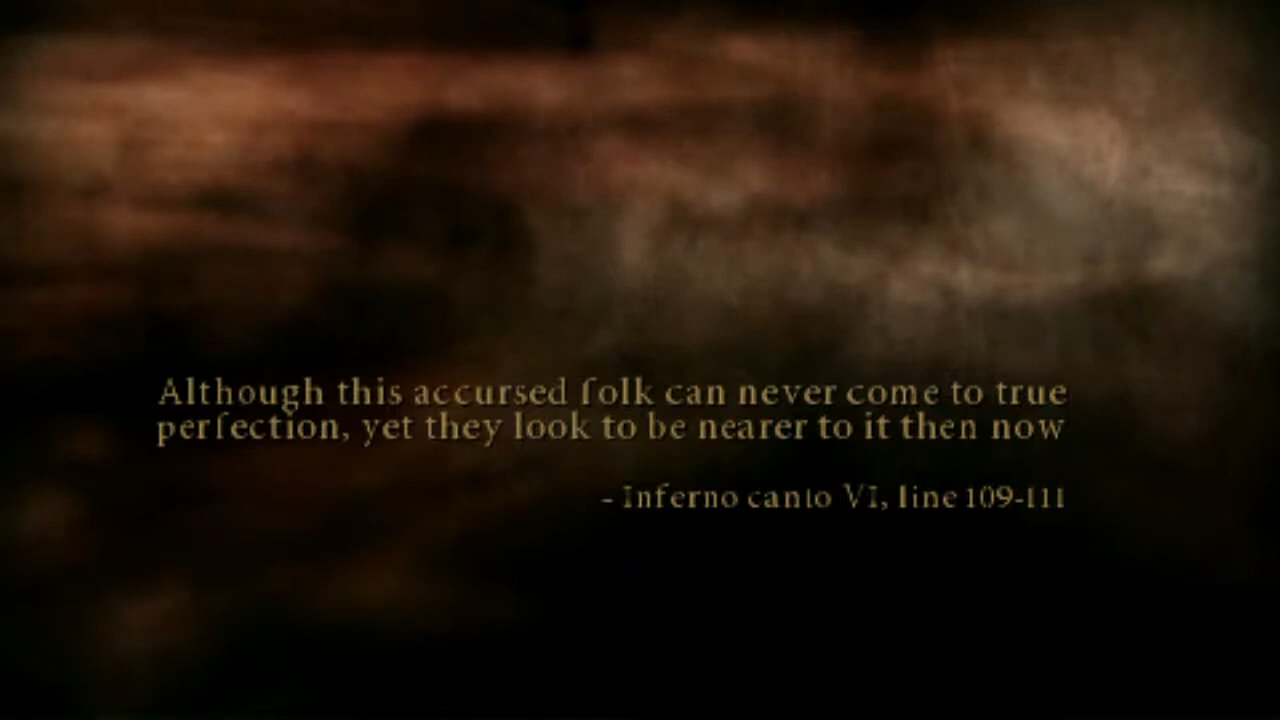 Although this accursed folk can never come to true
perfection, yet they look to be nearer to it then now
- Inferno canto VI, line 109-111